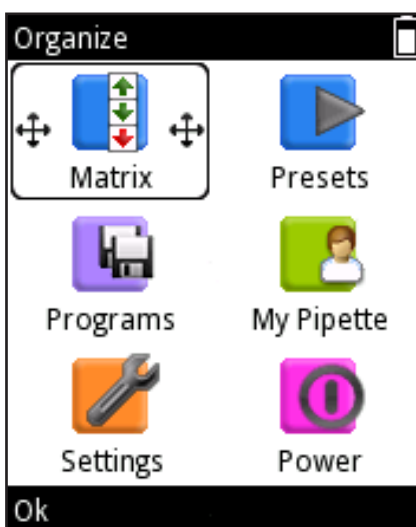 Organize
Matrix
Presets
Programs
My Pipette
Settings
Power
Ok